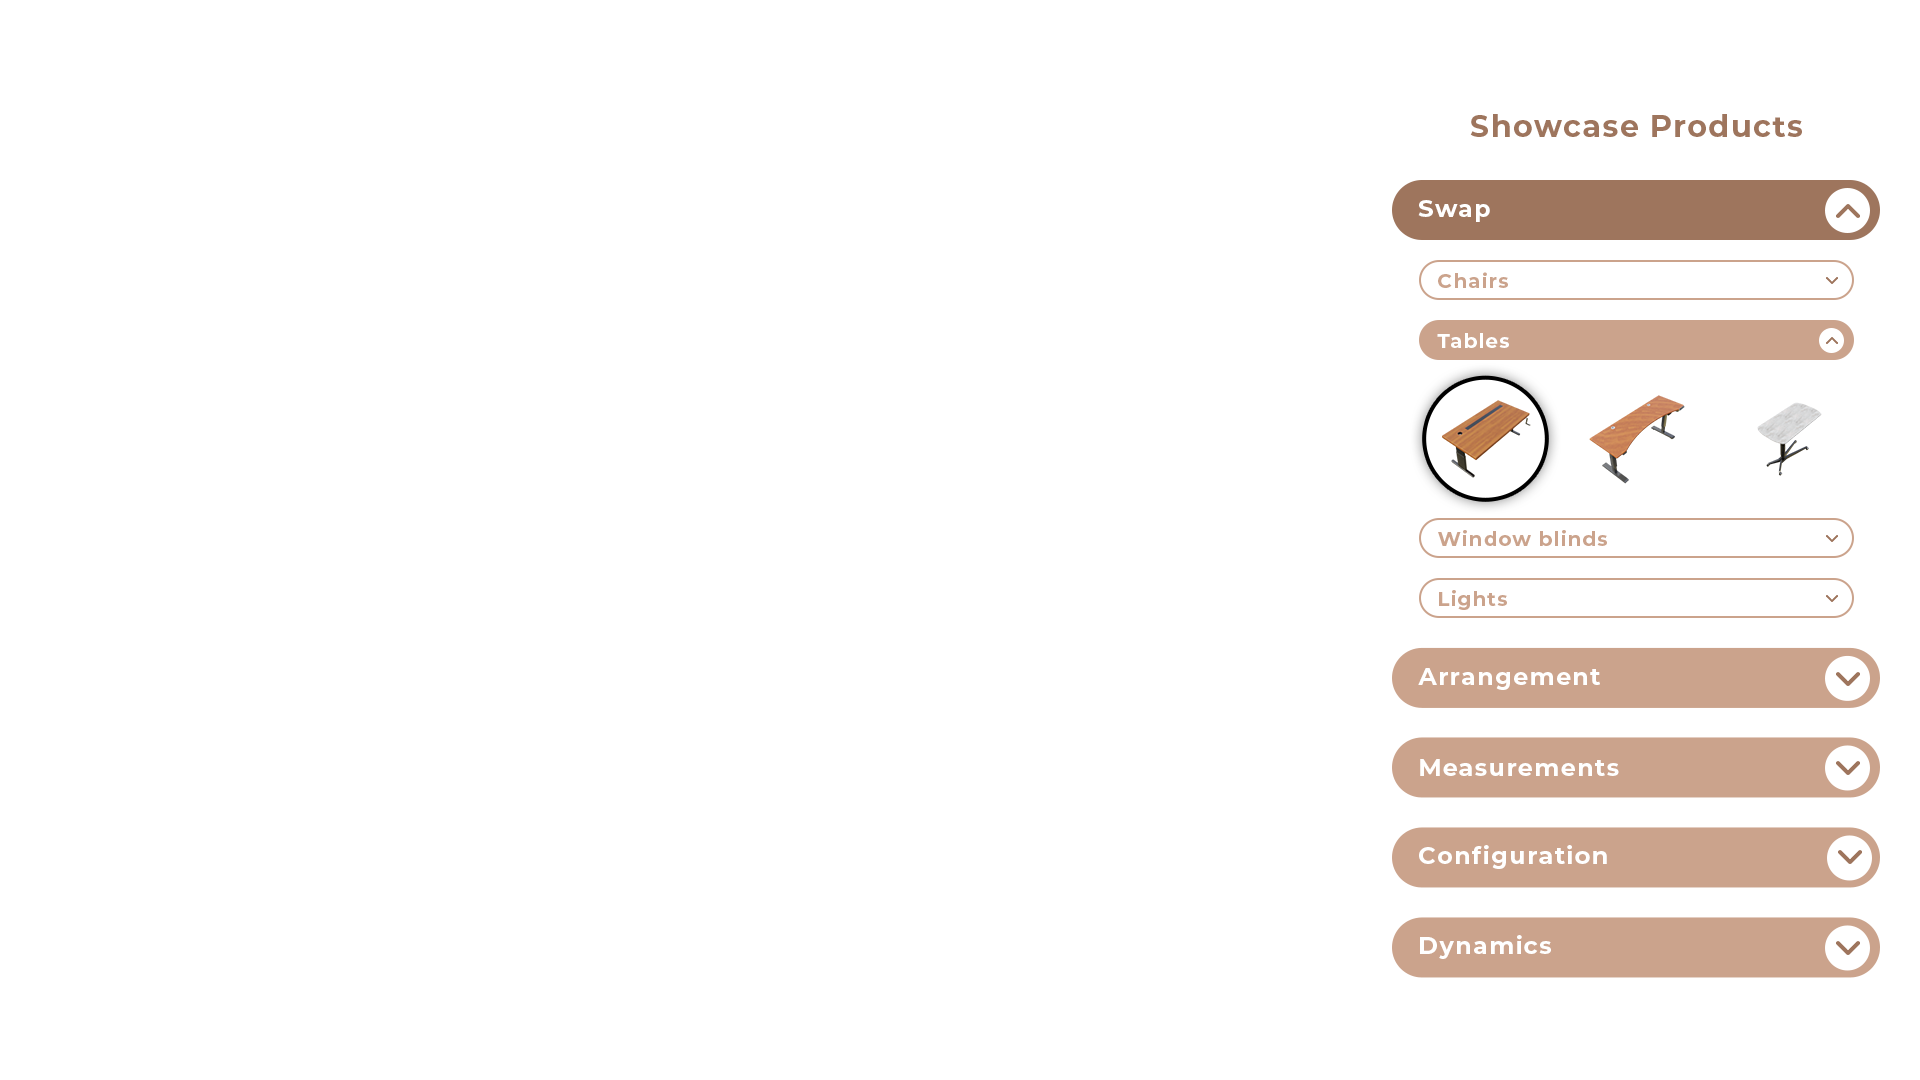 Showcase Products
Swap
Chairs
Tables
Window blinds
Lights
Arrangement
Measurements
Configuration
Dynamics